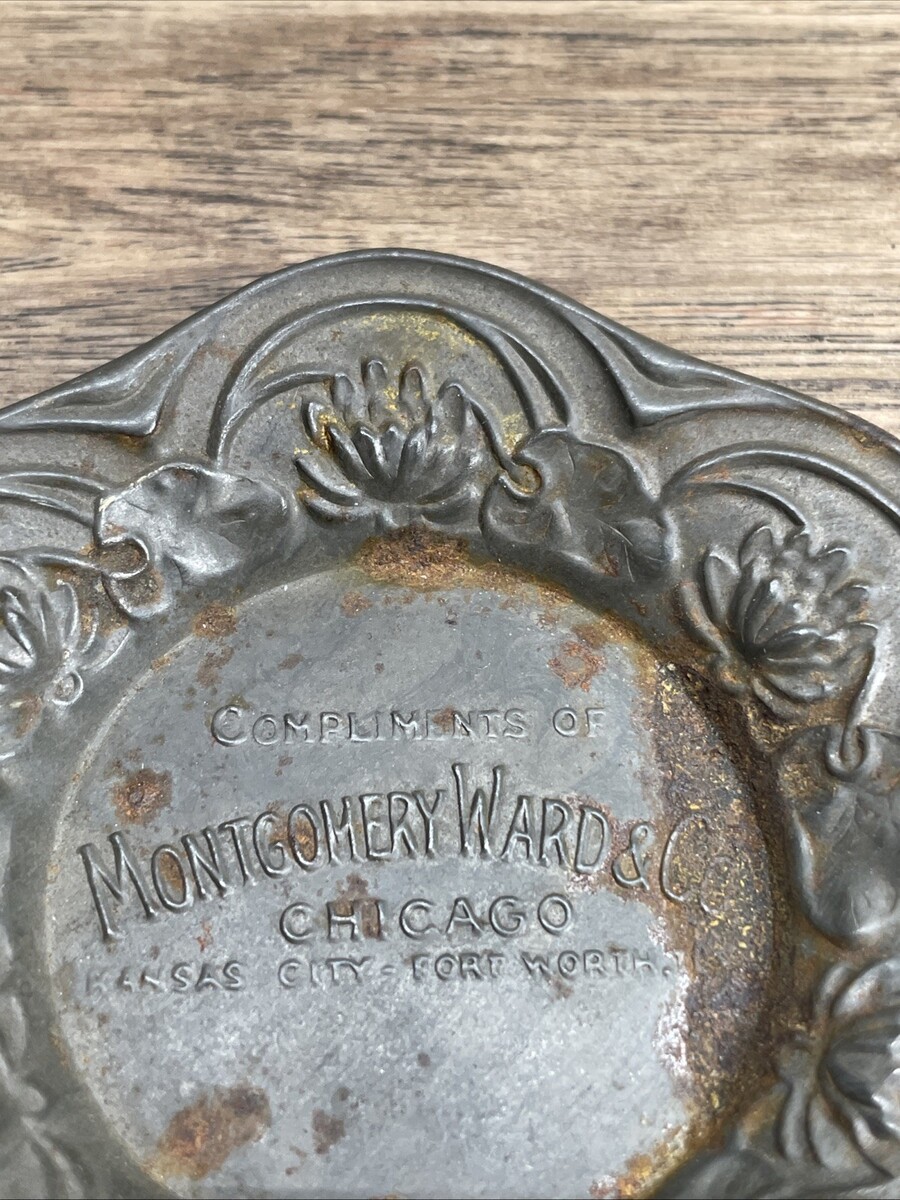 COMPLIMENTS OF
MONTGOMERY WARD & Co
CHICAGO
KANSAS CITY - FORT WORTH.